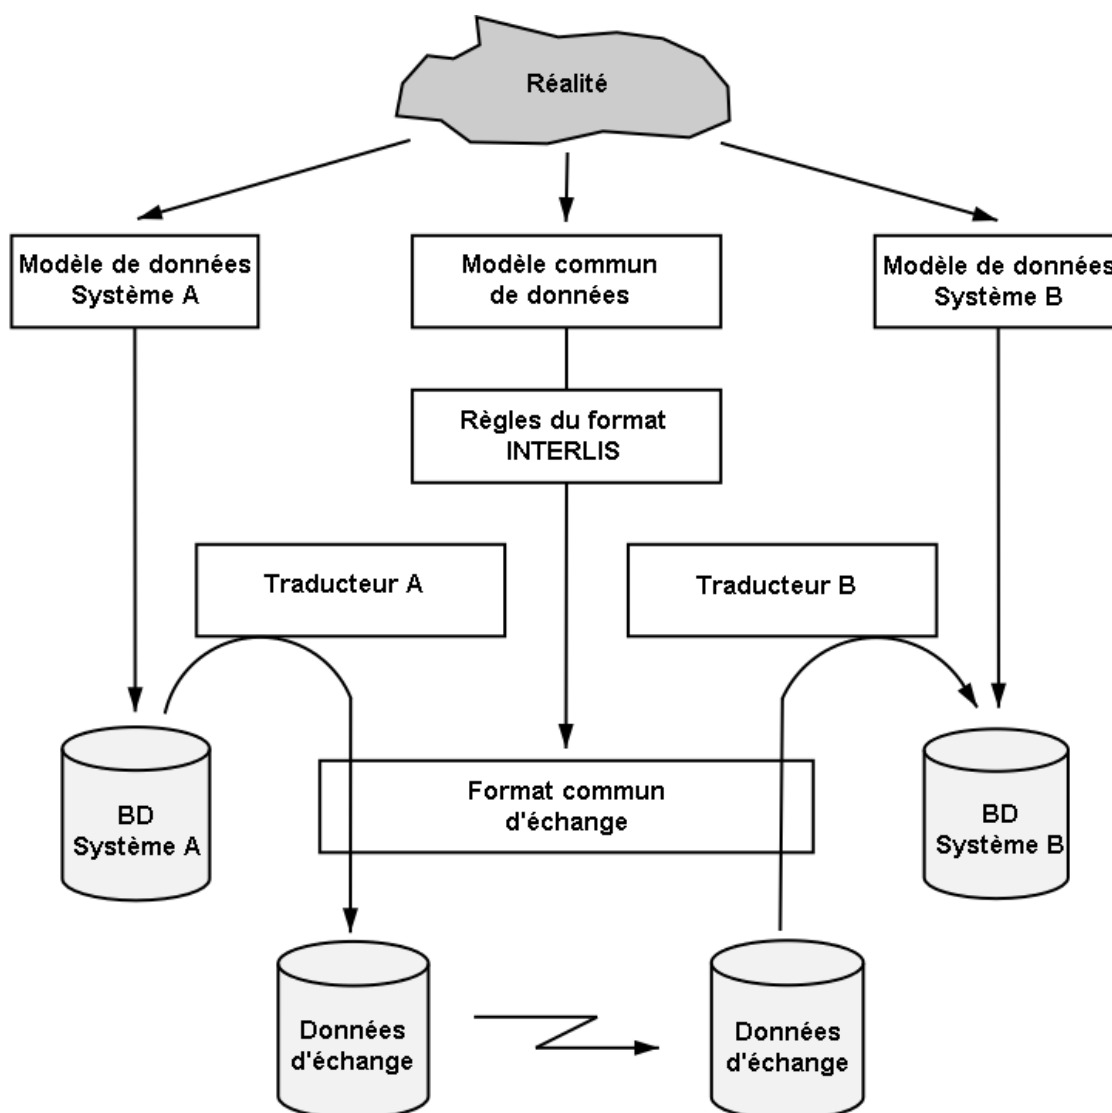 Réalité
Modèle de données
Système A
Modèle commun
de données
Modèle de données
Système B
Règles du format
INTERLIS
Traducteur A
Traducteur B
BD
Système A
Format commun
d'échange
BD
Système B
Données
d'échange
Données
d'échange